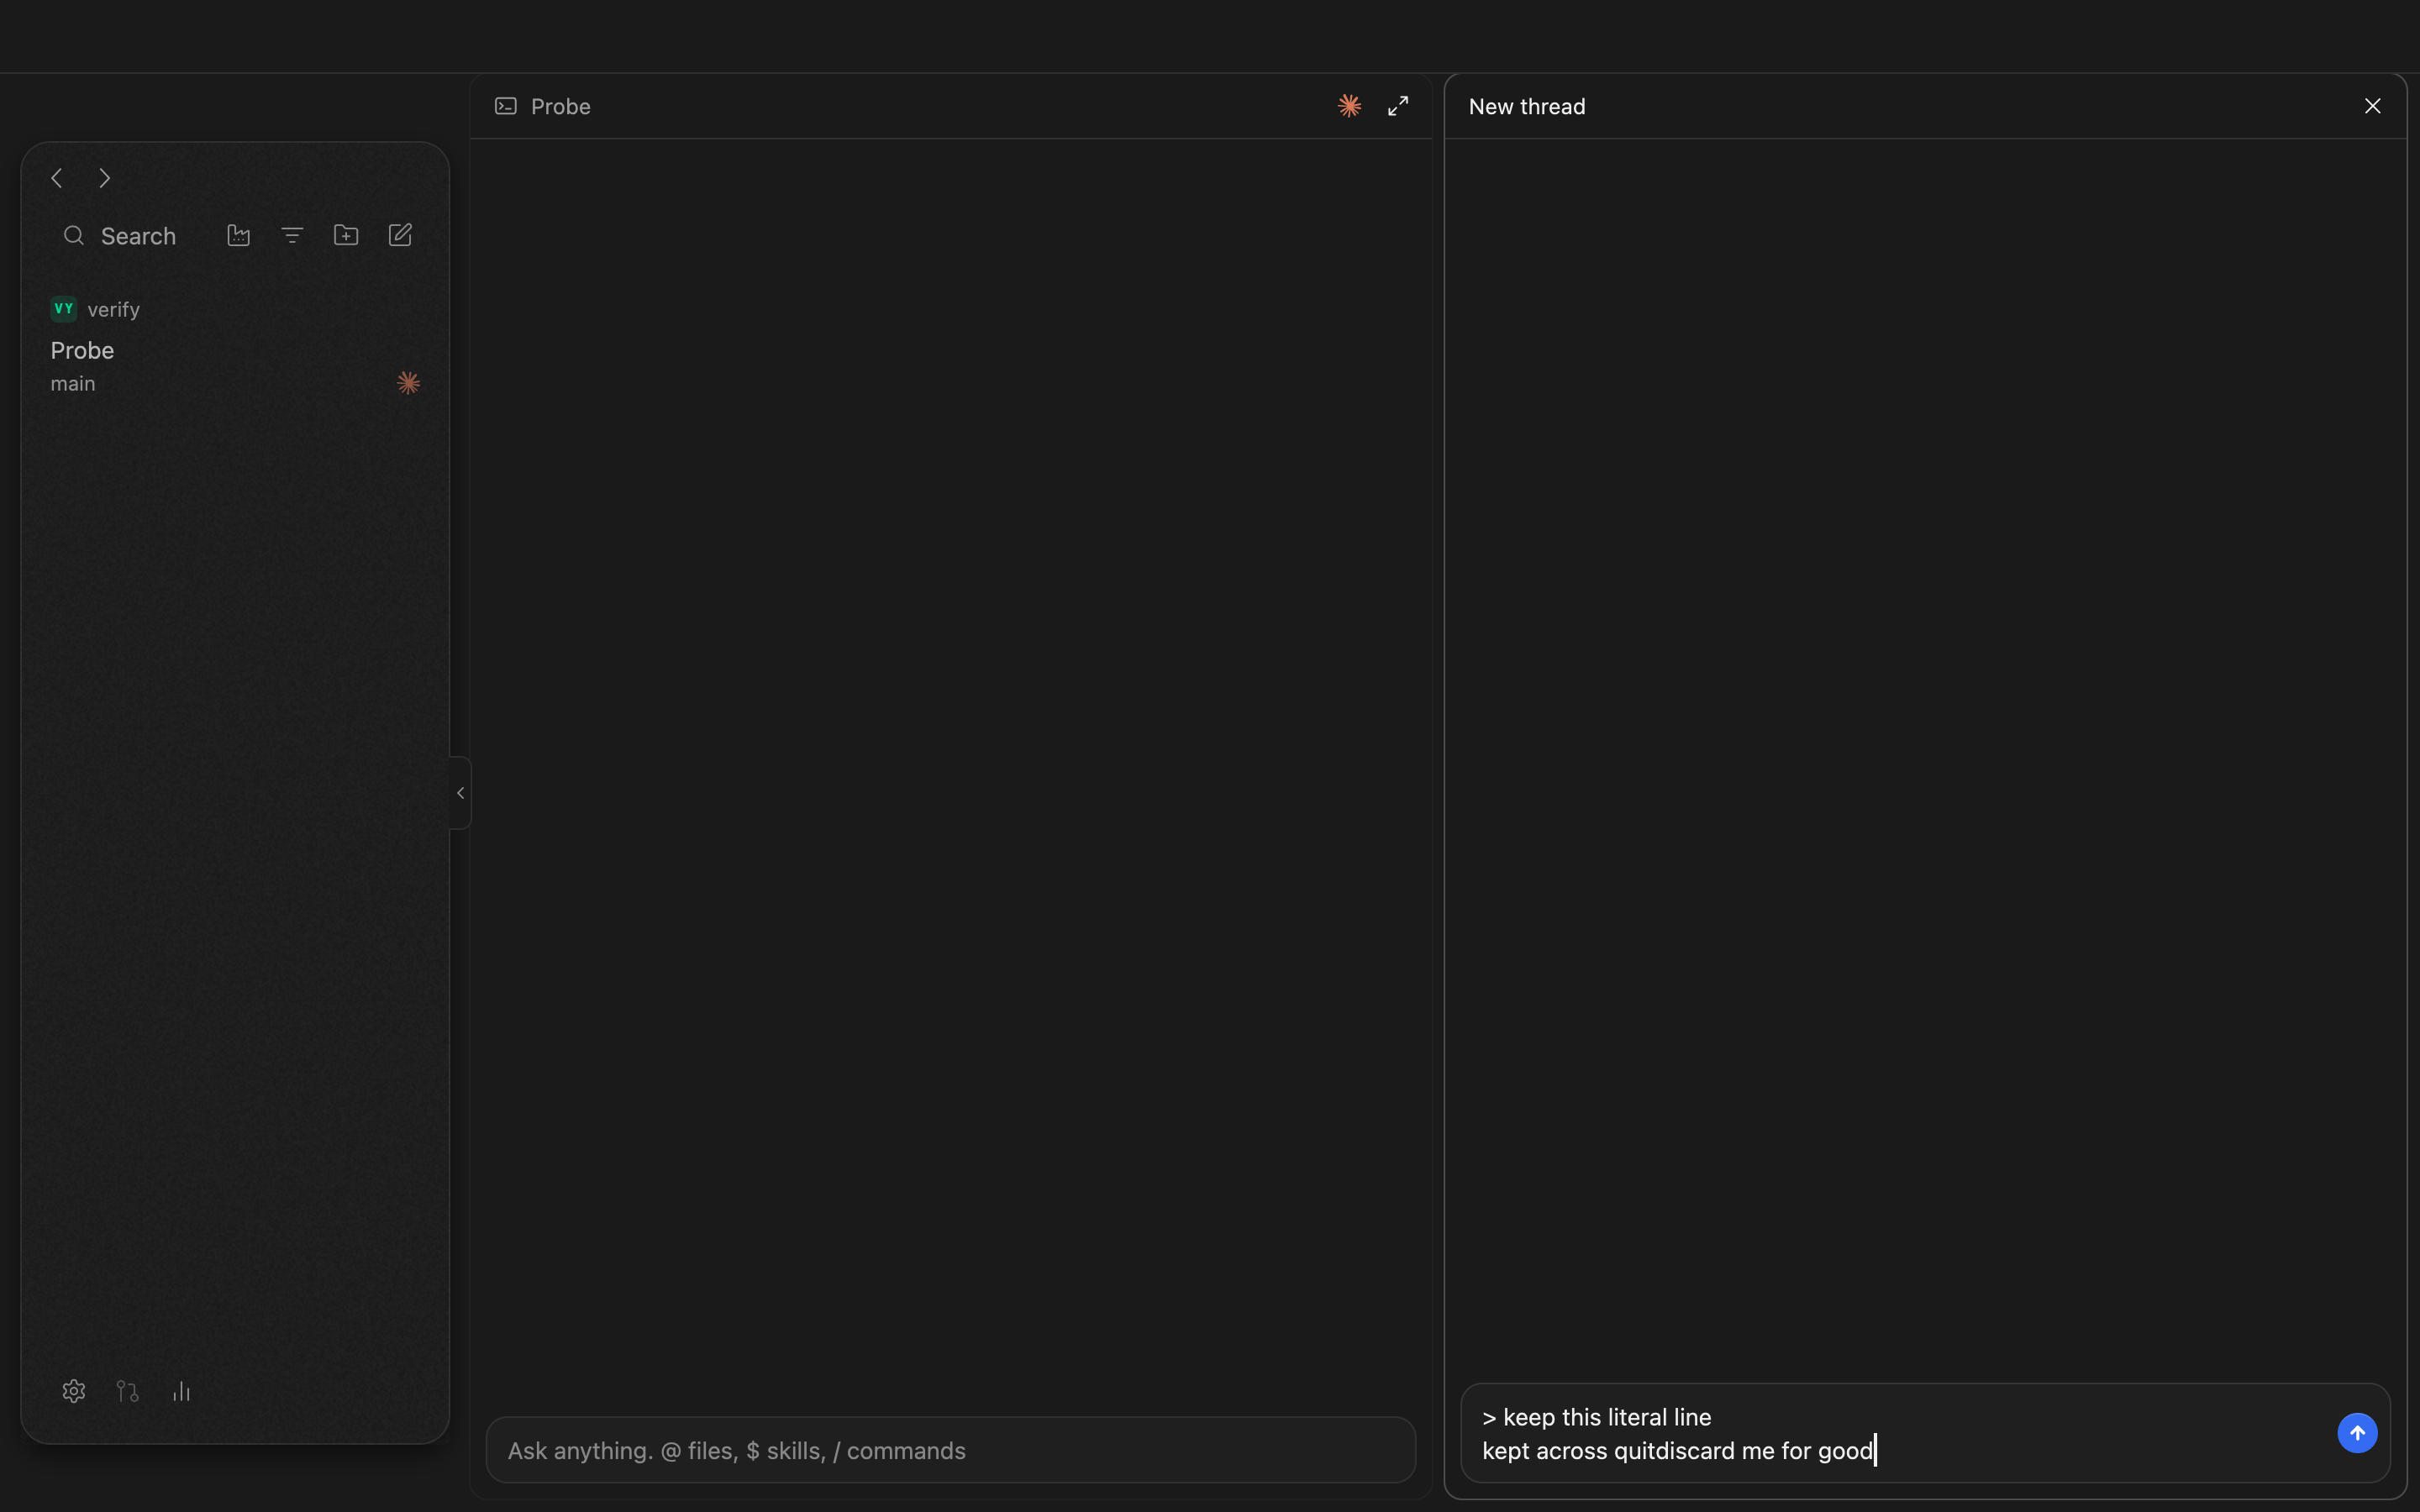 Search
VY verify
Probe
main
Probe
Ask anything. @ files, $ skills, / commands
New thread
> keep this literal line
kept across quitdiscard me for good